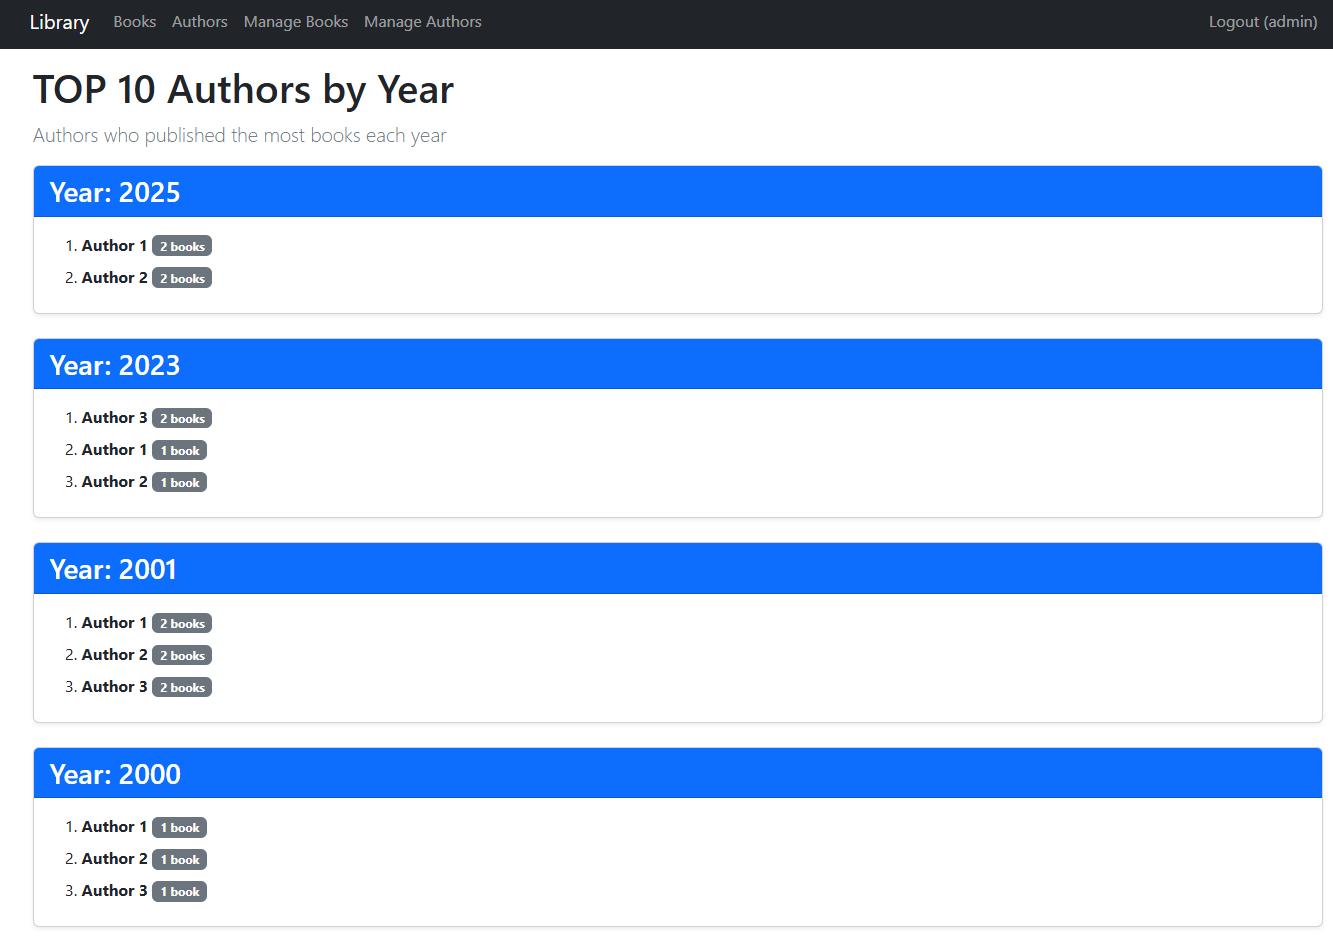 Library Books Authors Manage Books Manage Authors Logout (admin)
TOP 10 Authors by Year
Authors who published the most books each year
Year: 2025
1. Author 1 2 books
2. Author 2 2 books
Year: 2023
1. Author 3 2 books
2. Author 1 1 book
3. Author 2 1 book
Year: 2001
1. Author 1 2 books
2. Author 2 2 books
3. Author 3 2 books
Year: 2000
1. Author 1 1 book
2. Author 2 1 book
3. Author 3 1 book